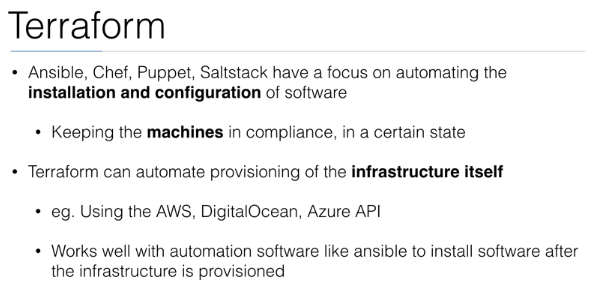 Terraform
• Ansible, Chef, Puppet, Saltstack have a focus on automating the
installation and configuration of software
• Keeping the machines in compliance, in a certain state
• Terraform can automate provisioning of the infrastructure itself
• eg. Using the AWS, DigitalOcean, Azure API
• Works well with automation software like ansible to install software after
the infrastructure is provisioned